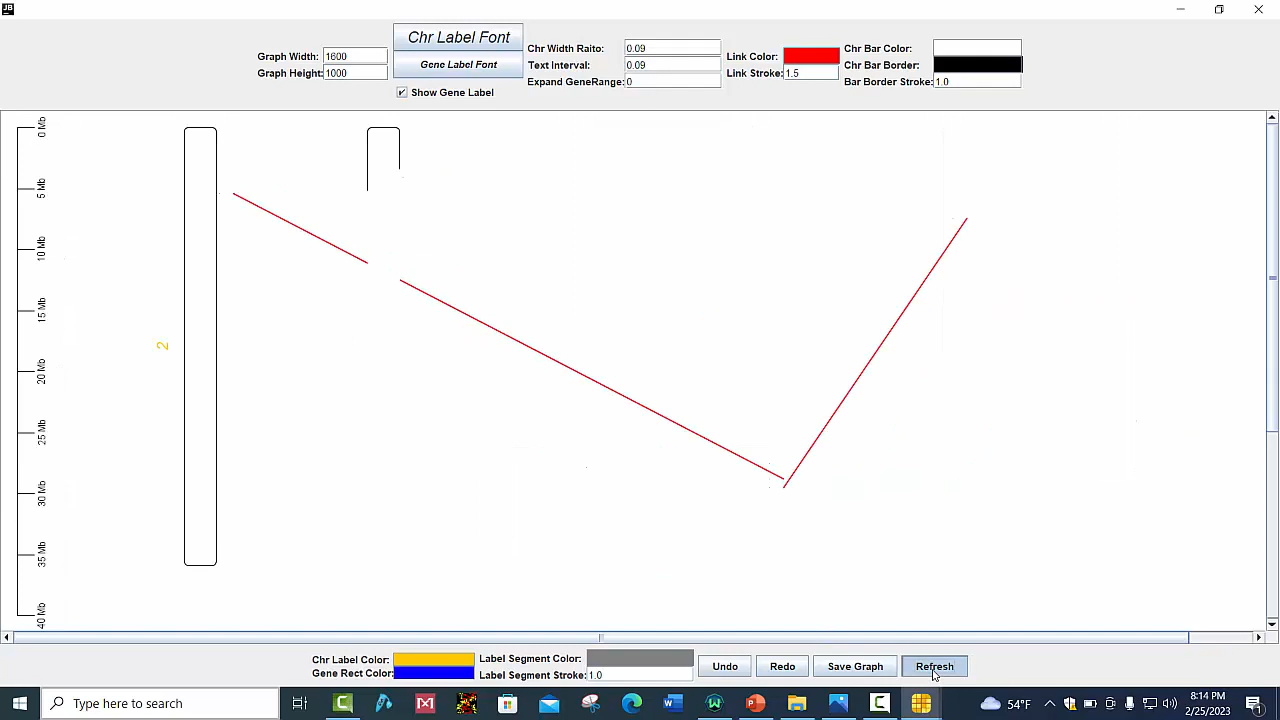 JB
Graph Width: 1600
Graph Height: 1000
Chr Label Font
Gene Label Font
Show Gene Label
Chr Width Raito: 0.09
Text Interval: 0.09
Expand GeneRange: 0
Link Color:
Link Stroke: 1.5
Chr Bar Color:
Chr Bar Border:
Bar Border Stroke: 1.0
0 Mb
5 Mb
10 Mb
15 Mb
20 Mb
25 Mb
30 Mb
35 Mb
40 Mb
2
Chr Label Color:
Gene Rect Color:
Label Segment Color:
Label Segment Stroke: 1.0
Undo
Redo
Save Graph
Refresh
Type here to search
54°F
8:14 PM
2/25/2023